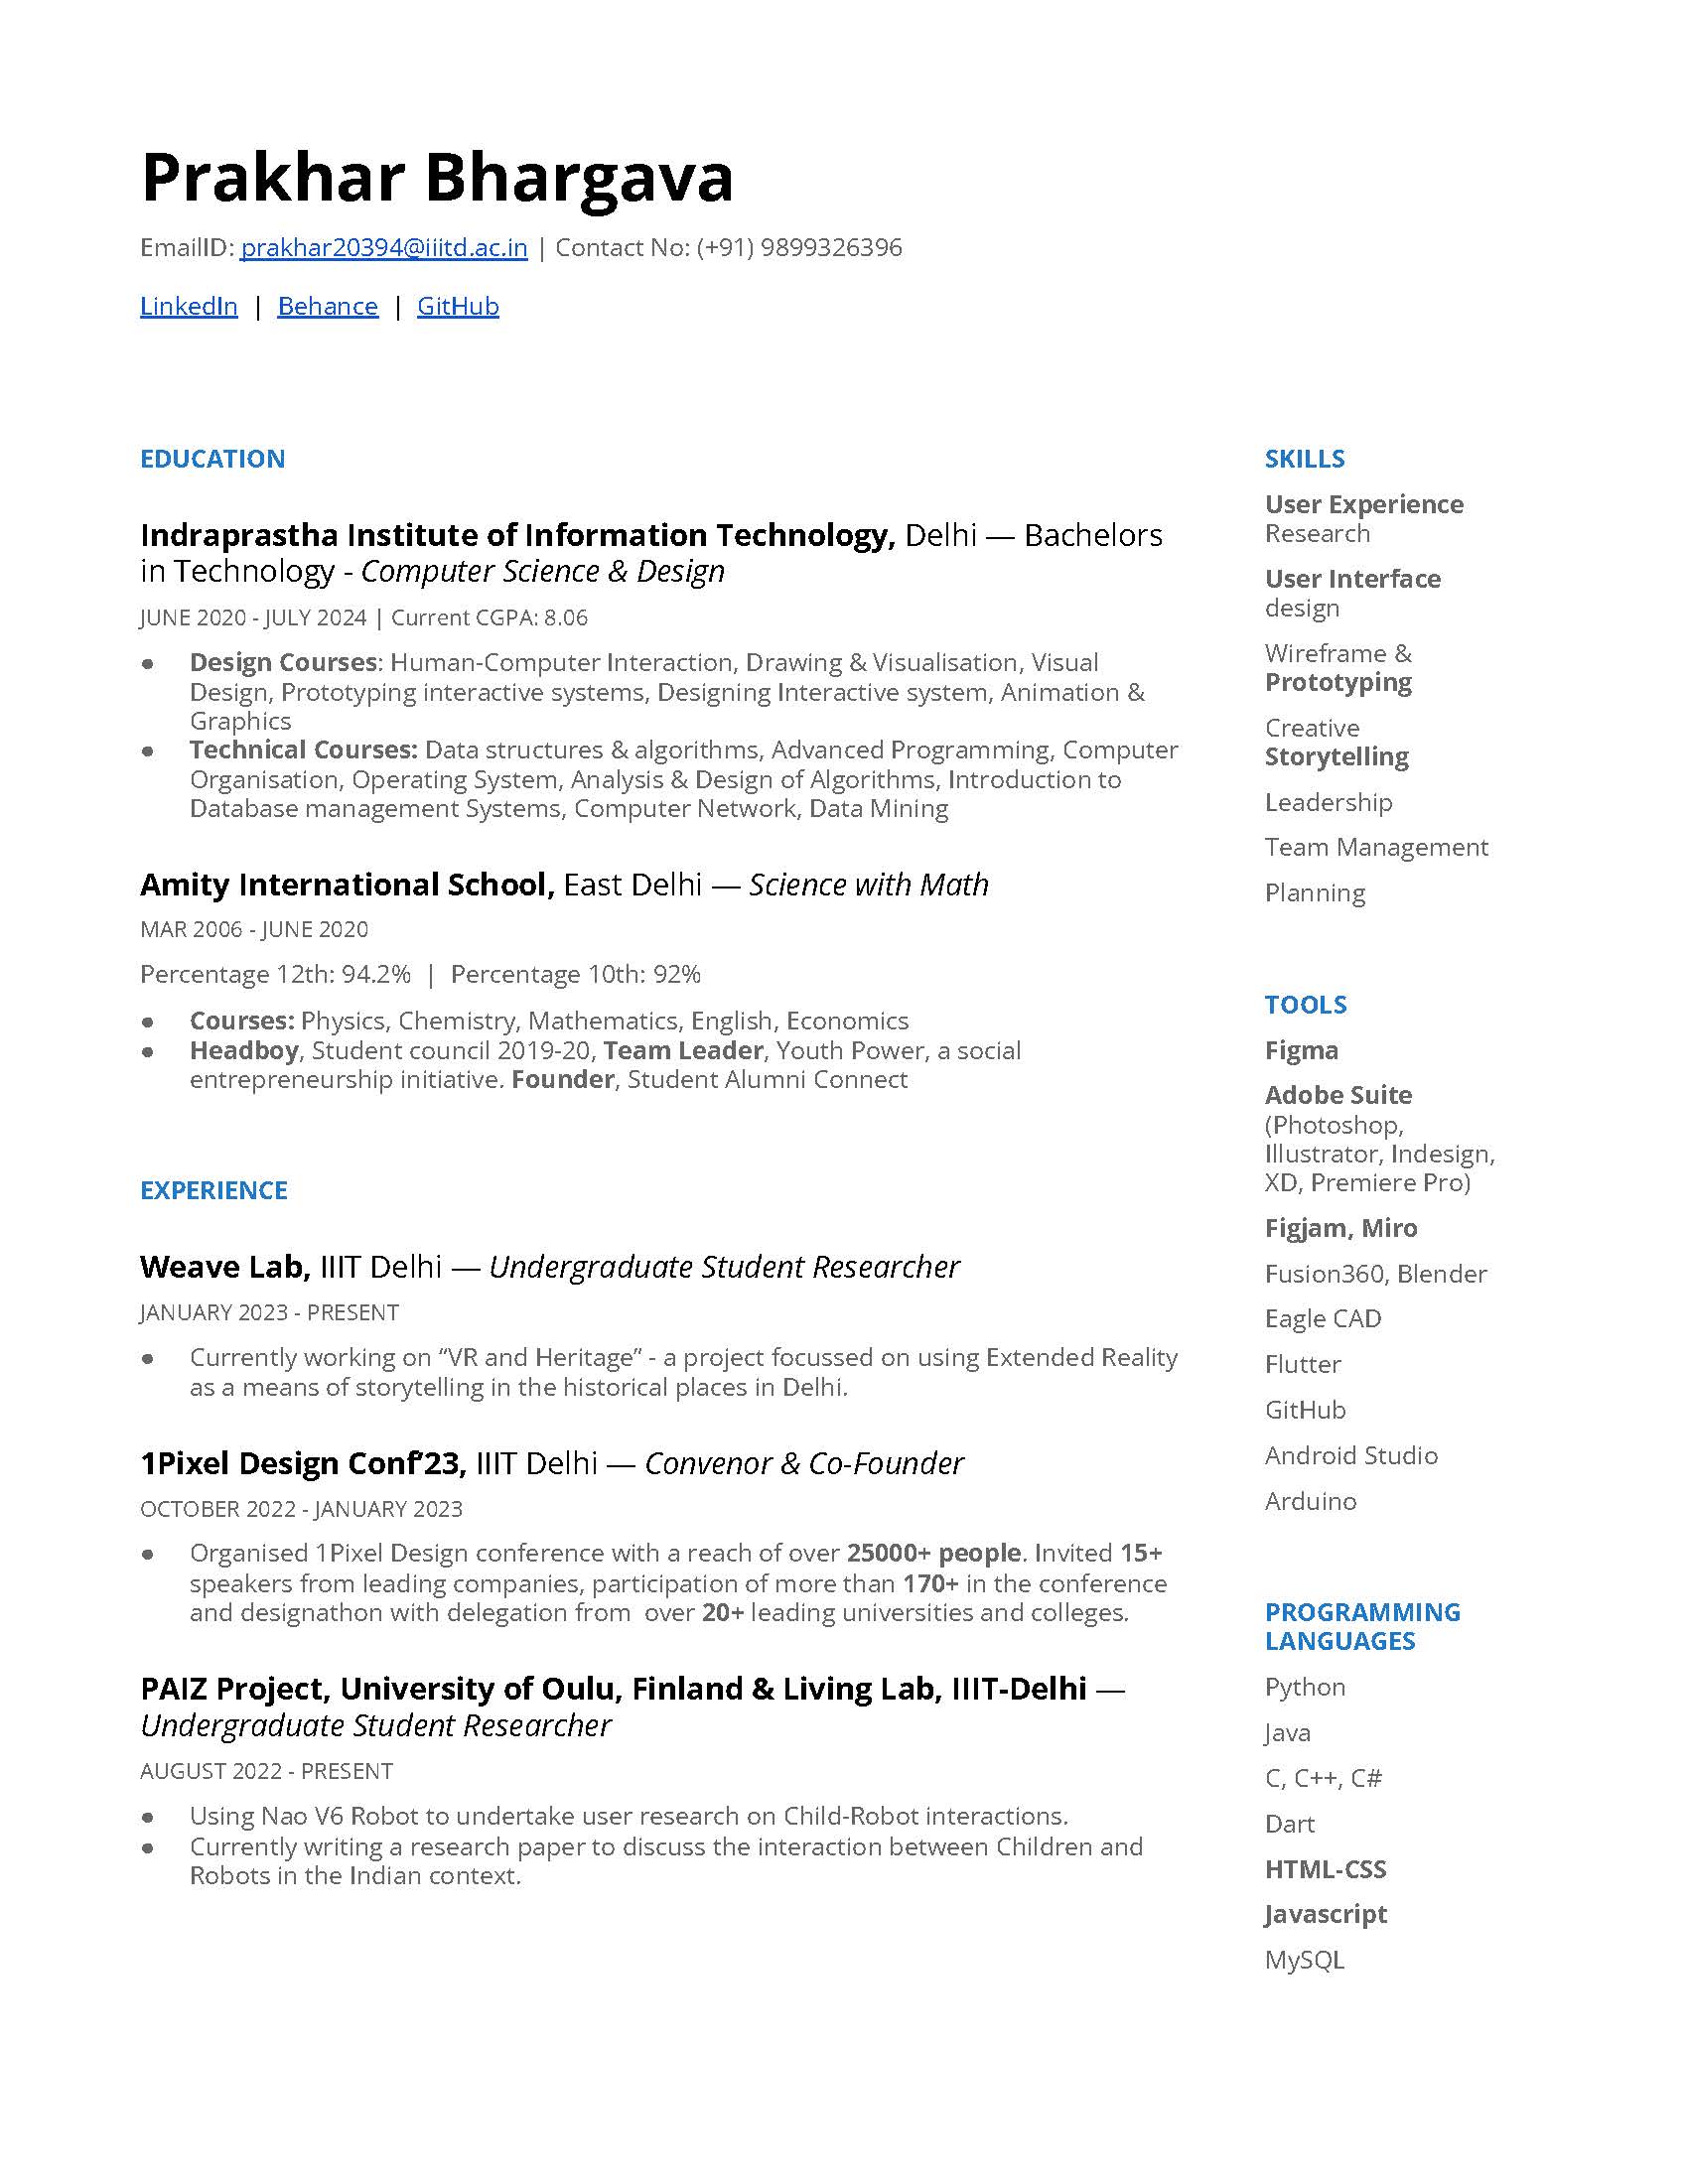 Prakhar Bhargava
EmailID: prakhar20394@iiitd.ac.in | Contact No: (+91) 9899326396
LinkedIn | Behance | GitHub
EDUCATION
Indraprastha Institute of Information Technology, Delhi — Bachelors
in Technology - Computer Science & Design
JUNE 2020 - JULY 2024 | Current CGPA: 8.06
● Design Courses: Human-Computer Interaction, Drawing & Visualisation, Visual
Design, Prototyping interactive systems, Designing Interactive system, Animation &
Graphics
● Technical Courses: Data structures & algorithms, Advanced Programming, Computer
Organisation, Operating System, Analysis & Design of Algorithms, Introduction to
Database management Systems, Computer Network, Data Mining
Amity International School, East Delhi — Science with Math
MAR 2006 - JUNE 2020
Percentage 12th: 94.2% | Percentage 10th: 92%
● Courses: Physics, Chemistry, Mathematics, English, Economics
● Headboy, Student council 2019-20, Team Leader, Youth Power, a social
entrepreneurship initiative. Founder, Student Alumni Connect
EXPERIENCE
Weave Lab, IIIT Delhi — Undergraduate Student Researcher
JANUARY 2023 - PRESENT
● Currently working on “VR and Heritage” - a project focussed on using Extended Reality
as a means of storytelling in the historical places in Delhi.
1Pixel Design Conf’23, IIIT Delhi — Convenor & Co-Founder
OCTOBER 2022 - JANUARY 2023
● Organised 1Pixel Design conference with a reach of over 25000+ people. Invited 15+
speakers from leading companies, participation of more than 170+ in the conference
and designathon with delegation from over 20+ leading universities and colleges.
PAIZ Project, University of Oulu, Finland & Living Lab, IIIT-Delhi —
Undergraduate Student Researcher
AUGUST 2022 - PRESENT
● Using Nao V6 Robot to undertake user research on Child-Robot interactions.
● Currently writing a research paper to discuss the interaction between Children and
Robots in the Indian context.
SKILLS
User Experience
Research
User Interface
design
Wireframe &
Prototyping
Creative
Storytelling
Leadership
Team Management
Planning
TOOLS
Figma
Adobe Suite
(Photoshop,
Illustrator, Indesign,
XD, Premiere Pro)
Figjam, Miro
Fusion360, Blender
Eagle CAD
Flutter
GitHub
Android Studio
Arduino
PROGRAMMING
LANGUAGES
Python
Java
C, C++, C#
Dart
HTML-CSS
Javascript
MySQL